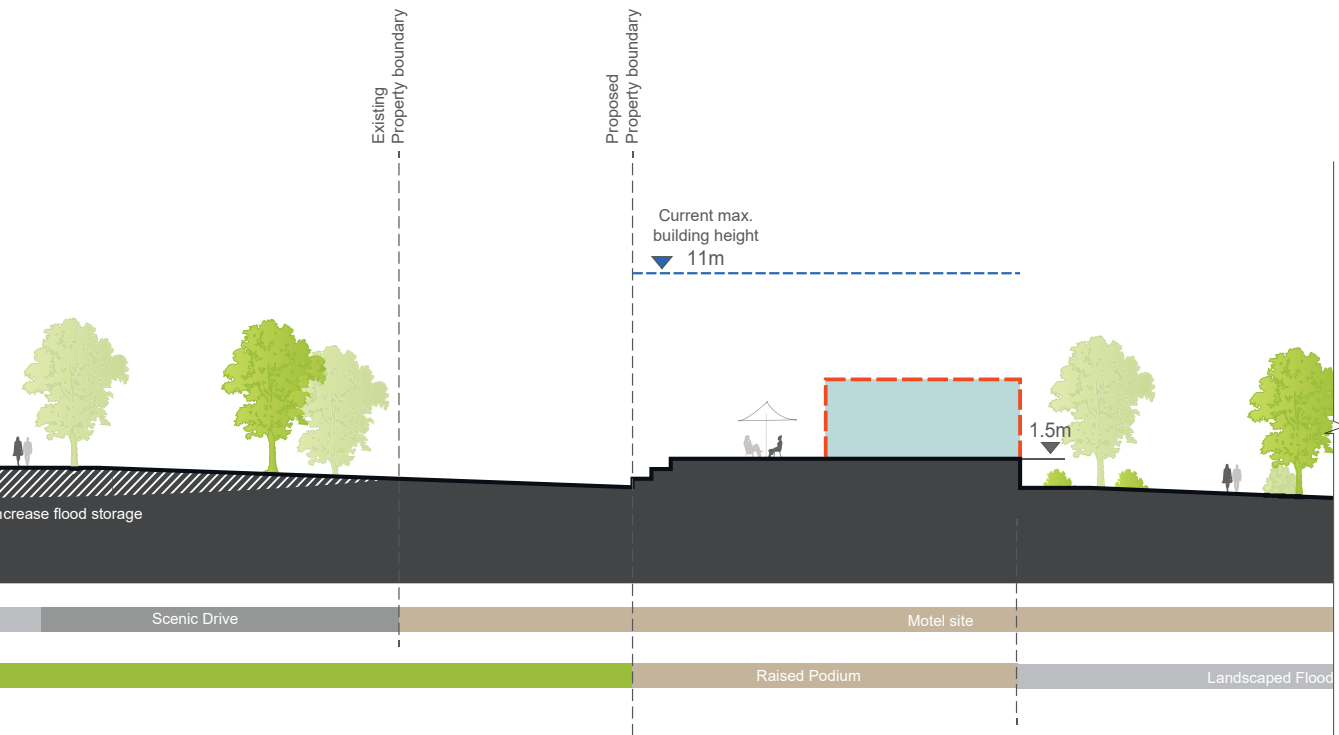 Existing
Property boundary
Proposed
Property boundary
Current max.
building height
11m
1.5m
ncrease flood storage
Scenic Drive
Motel site
Raised Podium
Landscaped Flood